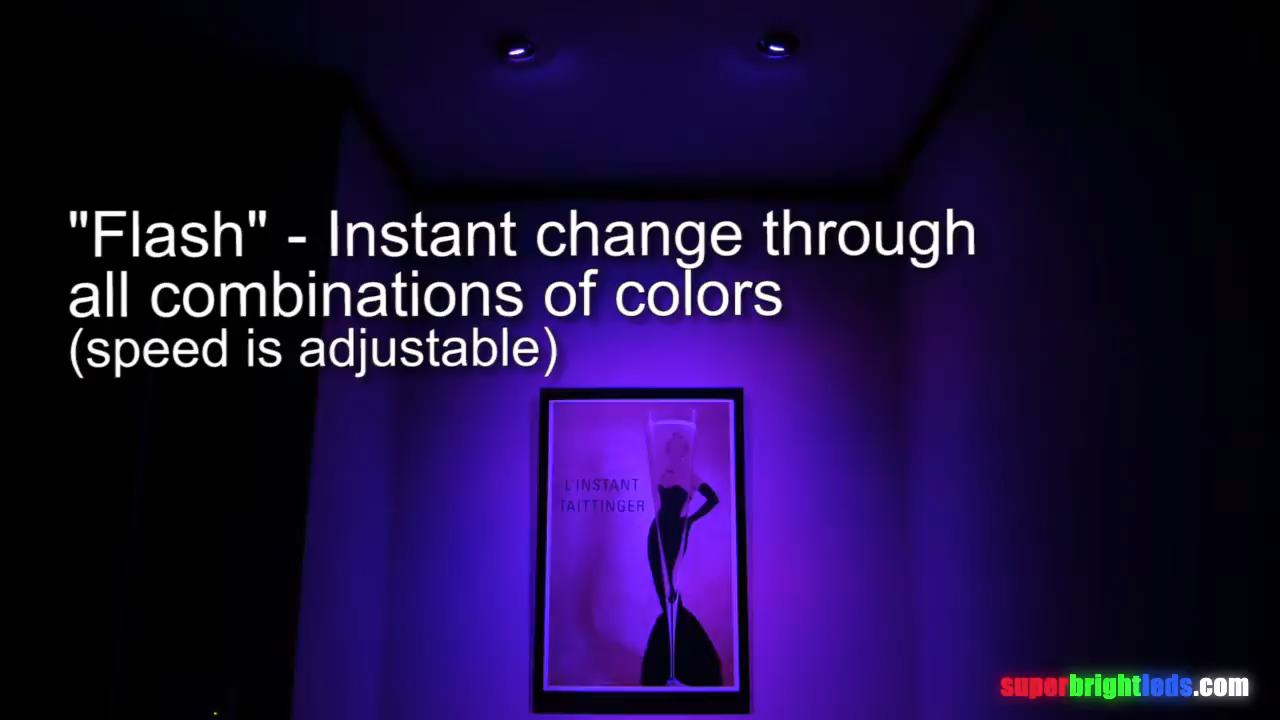 "Flash" - Instant change through
all combinations of colors
(speed is adjustable)
L'INSTANT
TAITTINGER
superbrightleds.com